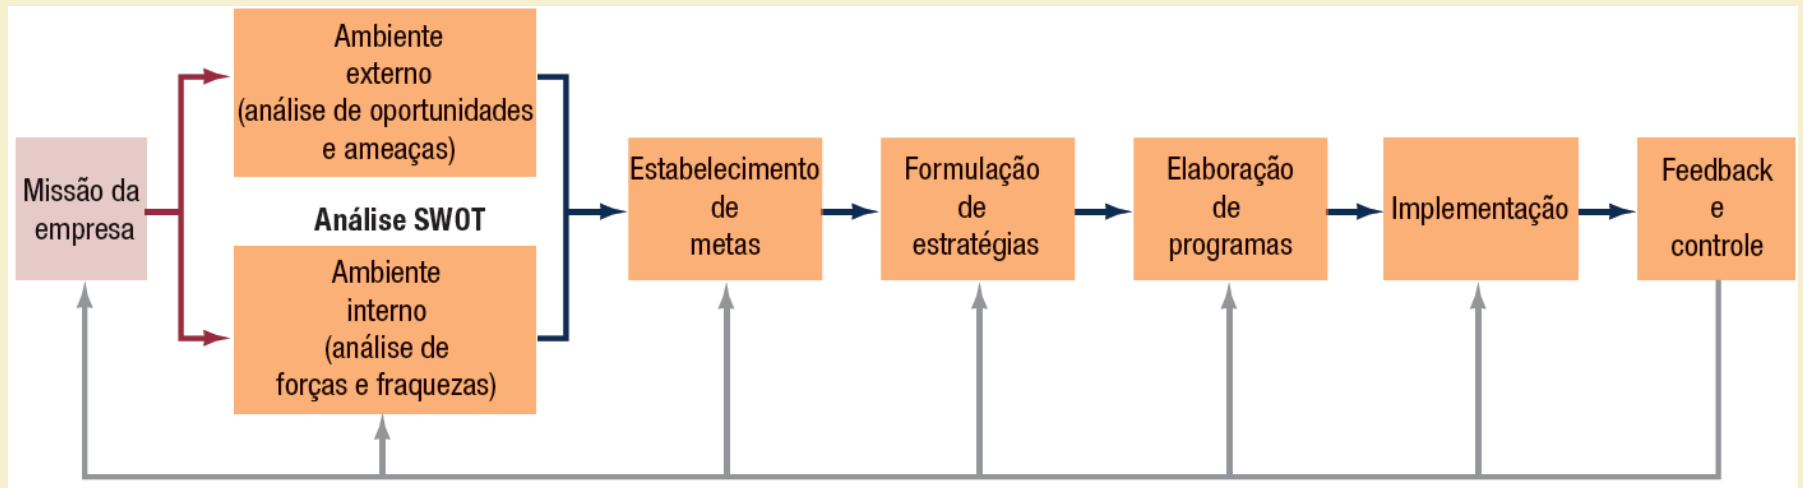 Missão da
empresa
Ambiente
externo
(análise de oportunidades
e ameaças)
Análise SWOT
Ambiente
interno
(análise de
forças e fraquezas)
Estabelecimento
de
metas
Formulação
de
estratégias
Elaboração
de
programas
Implementação
Feedback
e
controle